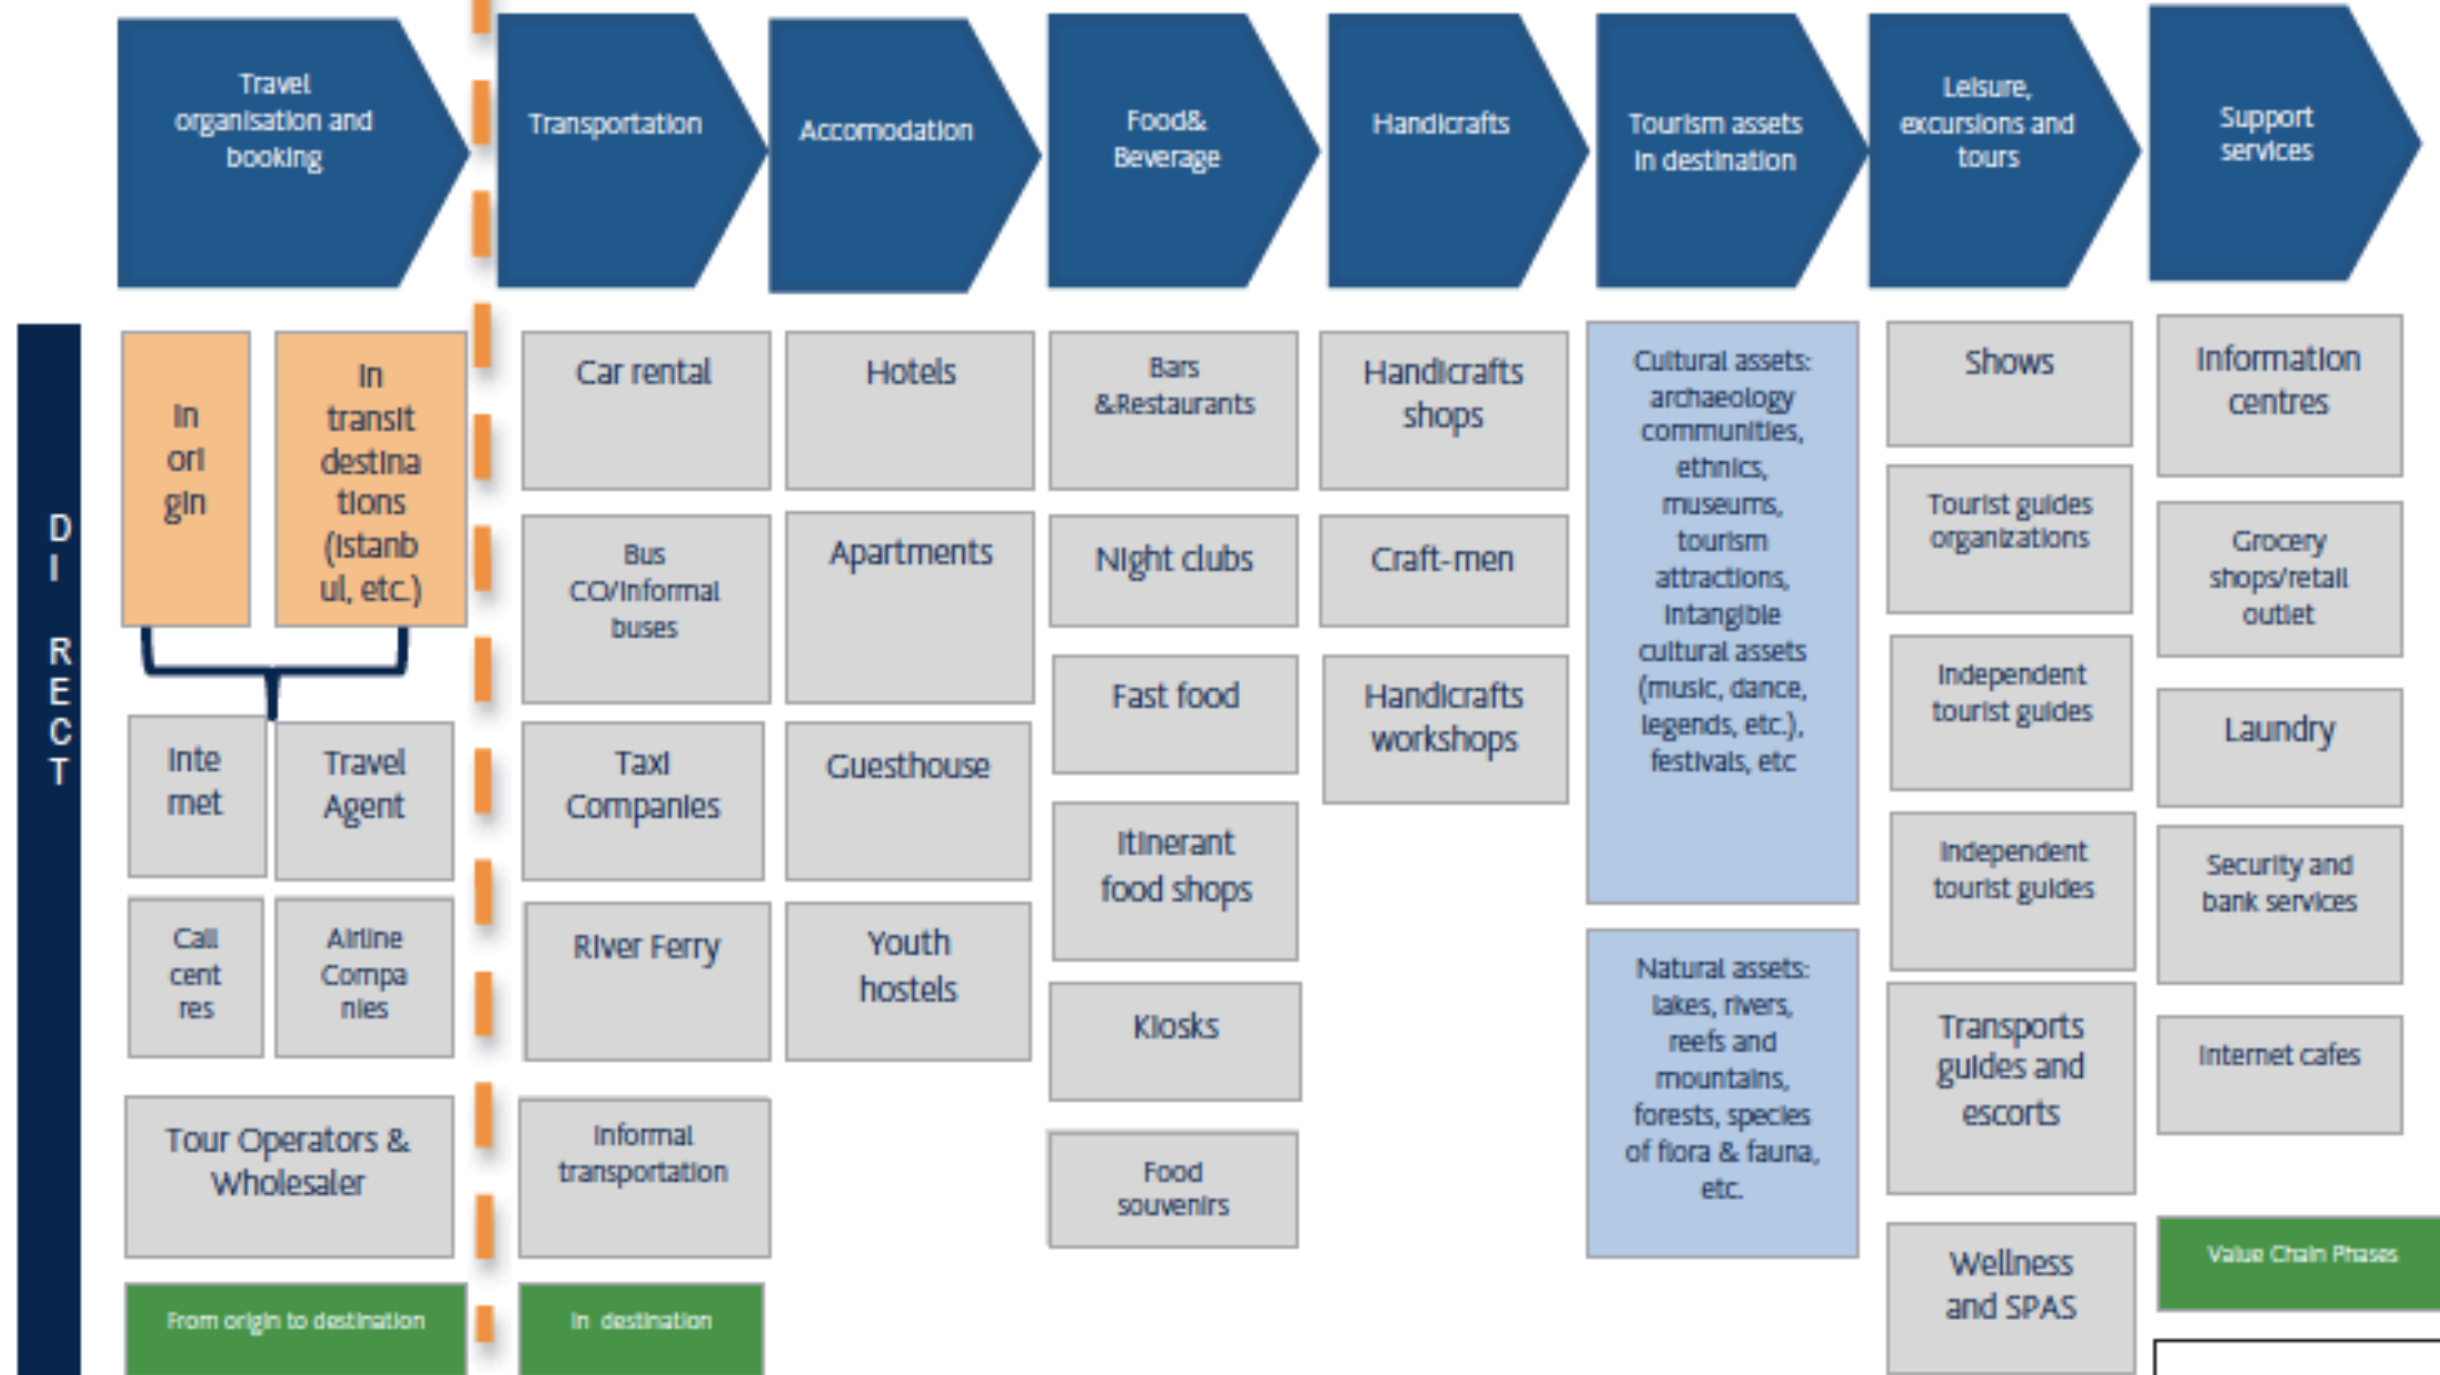 Travel
organisation and
booking
Transportation
Accomodation
Food&
Beverage
Handicrafts
Tourism assets
in destination
Leisure,
excursions and
tours
Support
services
D
I
R
E
C
T
In
ori
gin
In
transit
destina
tions
(Istanb
ul, etc.)
Inte
rnet
Travel
Agent
Call
cent
res
Airline
Compa
nies
Tour Operators &
Wholesaler
From origin to destination
Car rental
Bus
CO/Informal
buses
Taxi
Companies
River Ferry
Informal
transportation
In destination
Hotels
Apartments
Guesthouse
Youth
hostels
Bars
&Restaurants
Night clubs
Fast food
Itinerant
food shops
Kiosks
Food
souvenirs
Handicrafts
shops
Craft-men
Handicrafts
workshops
Cultural assets:
archaeology
communities,
ethnics,
museums,
tourism
attractions,
intangible
cultural assets
(music, dance,
legends, etc.),
festivals, etc
Natural assets:
lakes, rivers,
reefs and
mountains,
forests, species
of flora & fauna,
etc.
Shows
Tourist guides
organizations
Independent
tourist guides
Independent
tourist guides
Transports
guides and
escorts
Wellness
and SPAS
Information
centres
Grocery
shops/retail
outlet
Laundry
Security and
bank services
Internet cafes
Value Chain Phases